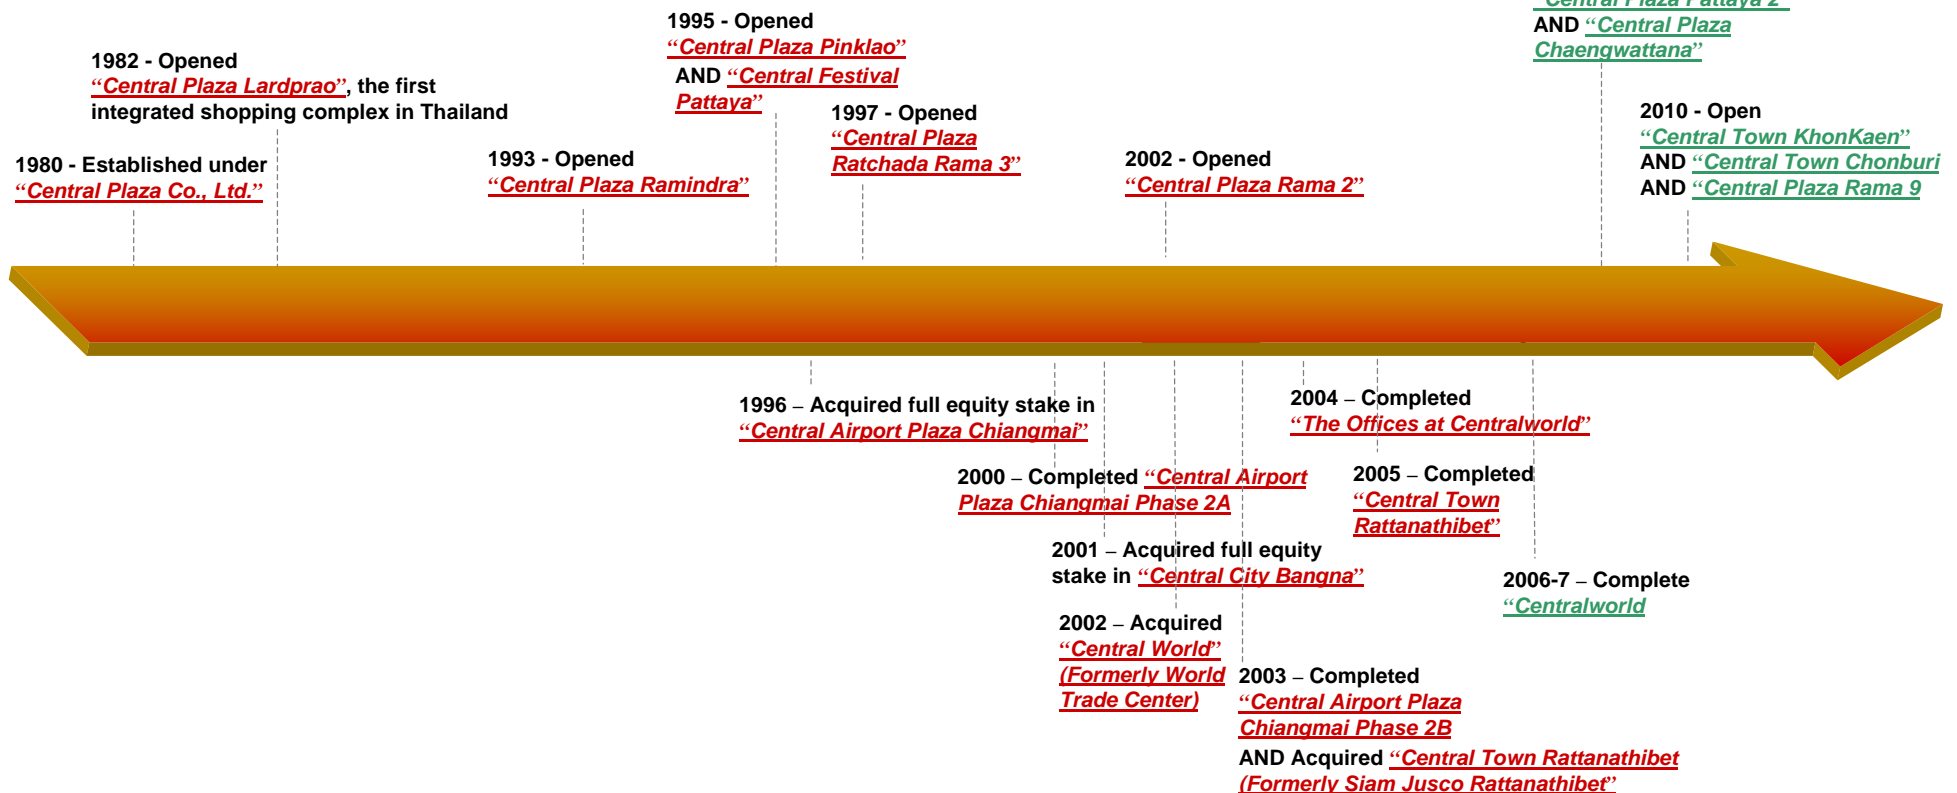 1980 - Established under
“Central Plaza Co., Ltd.”
1982 - Opened
“Central Plaza Lardprao”, the first
integrated shopping complex in Thailand
1993 - Opened
“Central Plaza Ramindra”
1995 - Opened
“Central Plaza Pinklao”
AND “Central Festival
Pattaya”
1997 - Opened
“Central Plaza
Ratchada Rama 3”
2002 - Opened
“Central Plaza Rama 2”
“Central Plaza Pattaya 2”
AND “Central Plaza
Chaengwattana”
2010 - Open
“Central Town KhonKaen”
AND “Central Town Chonburi
AND “Central Plaza Rama 9
1996 – Acquired full equity stake in
“Central Airport Plaza Chiangmai”
2000 – Completed “Central Airport
Plaza Chiangmai Phase 2A
2001 – Acquired full equity
stake in “Central City Bangna”
2002 – Acquired
“Central World”
(Formerly World
Trade Center)
2003 – Completed
“Central Airport Plaza
Chiangmai Phase 2B
AND Acquired “Central Town Rattanathibet
(Formerly Siam Jusco Rattanathibet”
2004 – Completed
“The Offices at Centralworld”
2005 – Completed
“Central Town
Rattanathibet”
2006-7 – Complete
“Centralworld